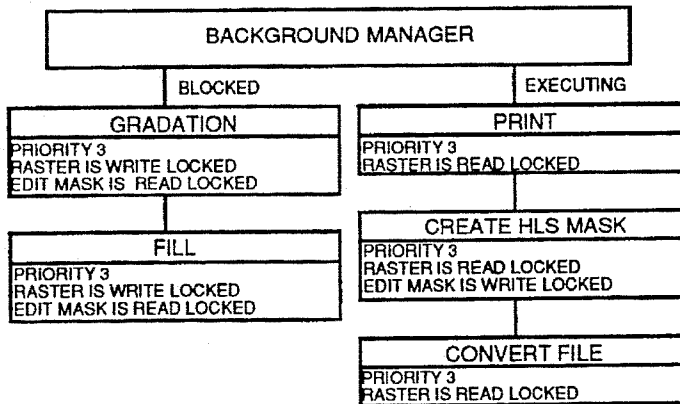 BACKGROUND MANAGER
BLOCKED
GRADATION
PRIORITY 3
RASTER IS WRITE LOCKED
EDIT MASK IS READ LOCKED
FILL
PRIORITY 3
RASTER IS WRITE LOCKED
EDIT MASK IS READ LOCKED
EXECUTING
PRINT
PRIORITY 3
RASTER IS READ LOCKED
CREATE HLS MASK
PRIORITY 3
RASTER IS READ LOCKED
EDIT MASK IS WRITE LOCKED
CONVERT FILE
PRIORITY 3
RASTER IS READ LOCKED